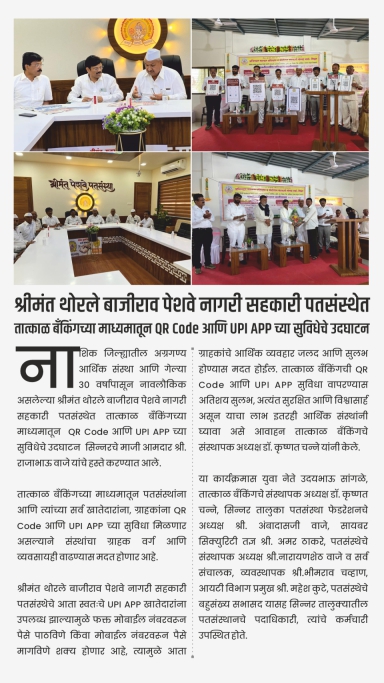 श्रीमंत पेशवे पतसंस्था
श्रीमंत थोरले बाजीराव पेशवे नागरी सहकारी पतसंस्थेत
तात्काळ बँकिंगच्या माध्यमातून QR Code आणि UPI APP च्या सुविधेचे उदघाटन
नाशिक जिल्ह्यातील अग्रगण्य
आर्थिक संस्था आणि गेल्या
30 वर्षापासून नावलौकिक
असलेल्या श्रीमंत थोरले बाजीराव पेशवे नागरी
सहकारी पतसंस्थेत तात्काळ बँकिंगच्या
माध्यमातून QR Code आणि UPI APP च्या
सुविधेचे उदघाटन सिन्नरचे माजी आमदार श्री.
राजाभाऊ वाजे यांचे हस्ते करण्यात आले.
तात्काळ बँकिंगच्या माध्यमातून पतसंस्थांना
आणि त्यांच्या सर्व खातेदारांना, ग्राहकांना QR
Code आणि UPI APP च्या सुविधा मिळणार
असल्याने संस्थांचा ग्राहक वर्ग आणि
व्यवसायही वाढण्यास मदत होणार आहे.
श्रीमंत थोरले बाजीराव पेशवे नागरी सहकारी
पतसंस्थेचे आता स्वतःचे UPI APP खातेदारांना
उपलब्ध झाल्यामुळे फक्त मोबाईल नंबरवरुन
पैसे पाठविणे किंवा मोबाईल नंबरवरुन पैसे
मागविणे शक्य होणार आहे, त्यामुळे आता
ग्राहकांचे आर्थिक व्यवहार जलद आणि सुलभ
होण्यास मदत होईल. तात्काळ बँकिंगची QR
Code आणि UPI APP सुविधा वापरण्यास
अतिशय सुलभ, अत्यंत सुरक्षित आणि विश्वासार्ह
असून याचा लाभ इतरही आर्थिक संस्थांनी
घ्यावा असे आवाहन तात्काळ बँकिंगचे
संस्थापक अध्यक्ष डॉ. कृष्णत चन्ने यांनी केले.
या कार्यक्रमास युवा नेते उदयभाऊ सांगळे,
तात्काळ बँकिंगचे संस्थापक अध्यक्ष डॉ. कृष्णत
चन्ने, सिन्नर तालुका पतसंस्था फेडरेशनचे
अध्यक्ष श्री. अंबादासजी वाजे, सायबर
सिक्युरिटी तज्ञ श्री. अमर ठाकरे, पतसंस्थेचे
संस्थापक अध्यक्ष श्री.नारायणशेठ वाजे व सर्व
संचालक, व्यवस्थापक श्री.भीमराव चव्हाण,
आयटी विभाग प्रमुख श्री. महेश कुटे, पतसंस्थेचे
बहुसंख्य सभासद यासह सिन्नर तालुक्यातील
पतसंस्थानचे पदाधिकारी, त्यांचे कर्मचारी
उपस्थित होते.